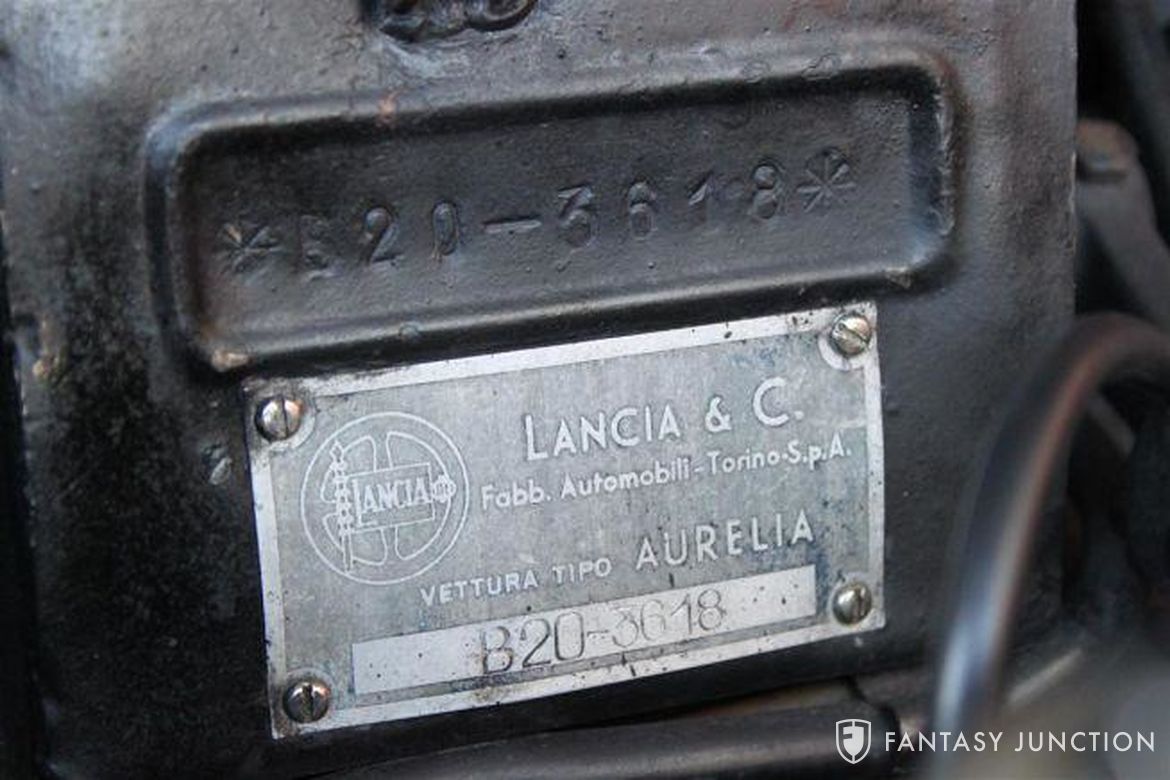 *B20-3618*
LANCIA & C.
Fabb. Automobili-Torino-S.p.A.
LANCIA
VETTURA TIPO AURELIA
B20-3618
FANTASY JUNCTION